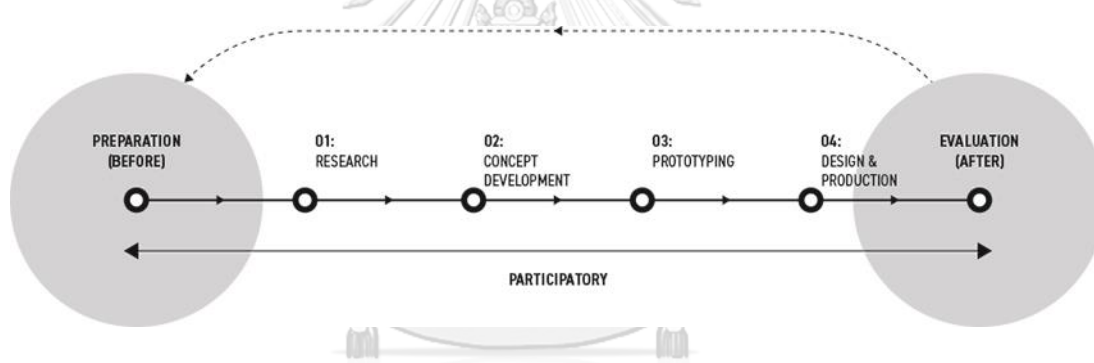 PREPARATION
(BEFORE)
01:
RESEARCH
02:
CONCEPT
DEVELOPMENT
03:
PROTOTYPING
04:
DESIGN &
PRODUCTION
EVALUATION
(AFTER)
PARTICIPATORY